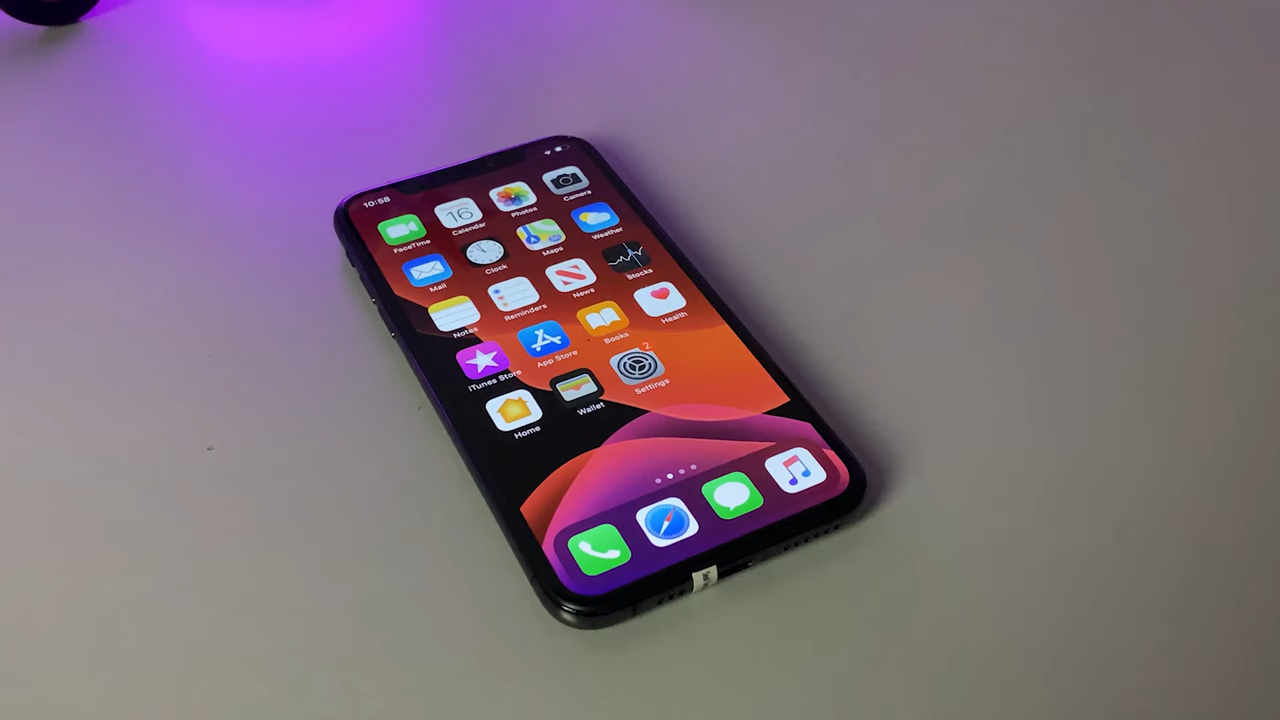 10:58
FaceTime
Thursday
16
Calendar
Photos
Camera
Mail
Clock
Maps
Weather
Notes
Reminders
News
Stocks
iTunes Store
App Store
Books
Health
Home
Wallet
2
Settings